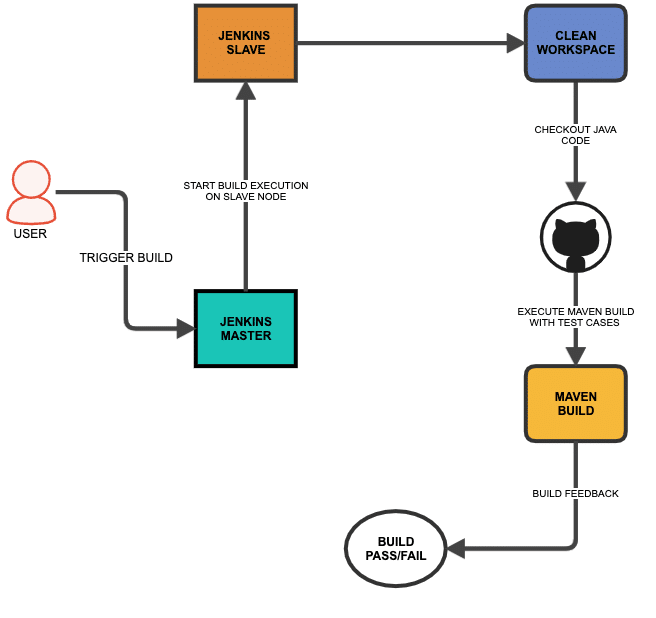 JENKINS
SLAVE
CLEAN
WORKSPACE
CHECKOUT JAVA
CODE
START BUILD EXECUTION
ON SLAVE NODE
USER
TRIGGER BUILD
JENKINS
MASTER
EXECUTE MAVEN BUILD
WITH TEST CASES
MAVEN
BUILD
BUILD FEEDBACK
BUILD
PASS/FAIL